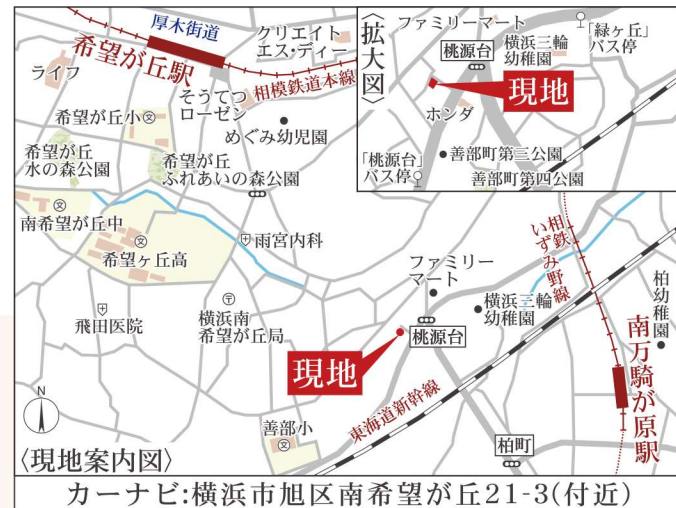 厚木街道
クリエイト
エス・ディー
希望が丘駅
ライフ
相模鉄道本線
そうてつ
ローゼン
希望が丘小
めぐみ幼児園
希望が丘
水の森公園
希望が丘
ふれあいの森公園
南希望が丘中
希望ヶ丘高
雨宮内科
飛田医院
横浜南
希望が丘局
ファミリー
マート
横浜三輪
幼稚園
桃源台
現地
相鉄
いずみ野線
柏幼稚園
南万騎が原駅
東海道新幹線
善部小
柏町
N
〈現地案内図〉
〈拡大図〉
ファミリーマート
「緑ヶ丘」
バス停
桃源台
横浜三輪
幼稚園
現地
ホンダ
善部町第三公園
「桃源台」
バス停
善部町第四公園
カーナビ:横浜市旭区南希望が丘21-3(付近)